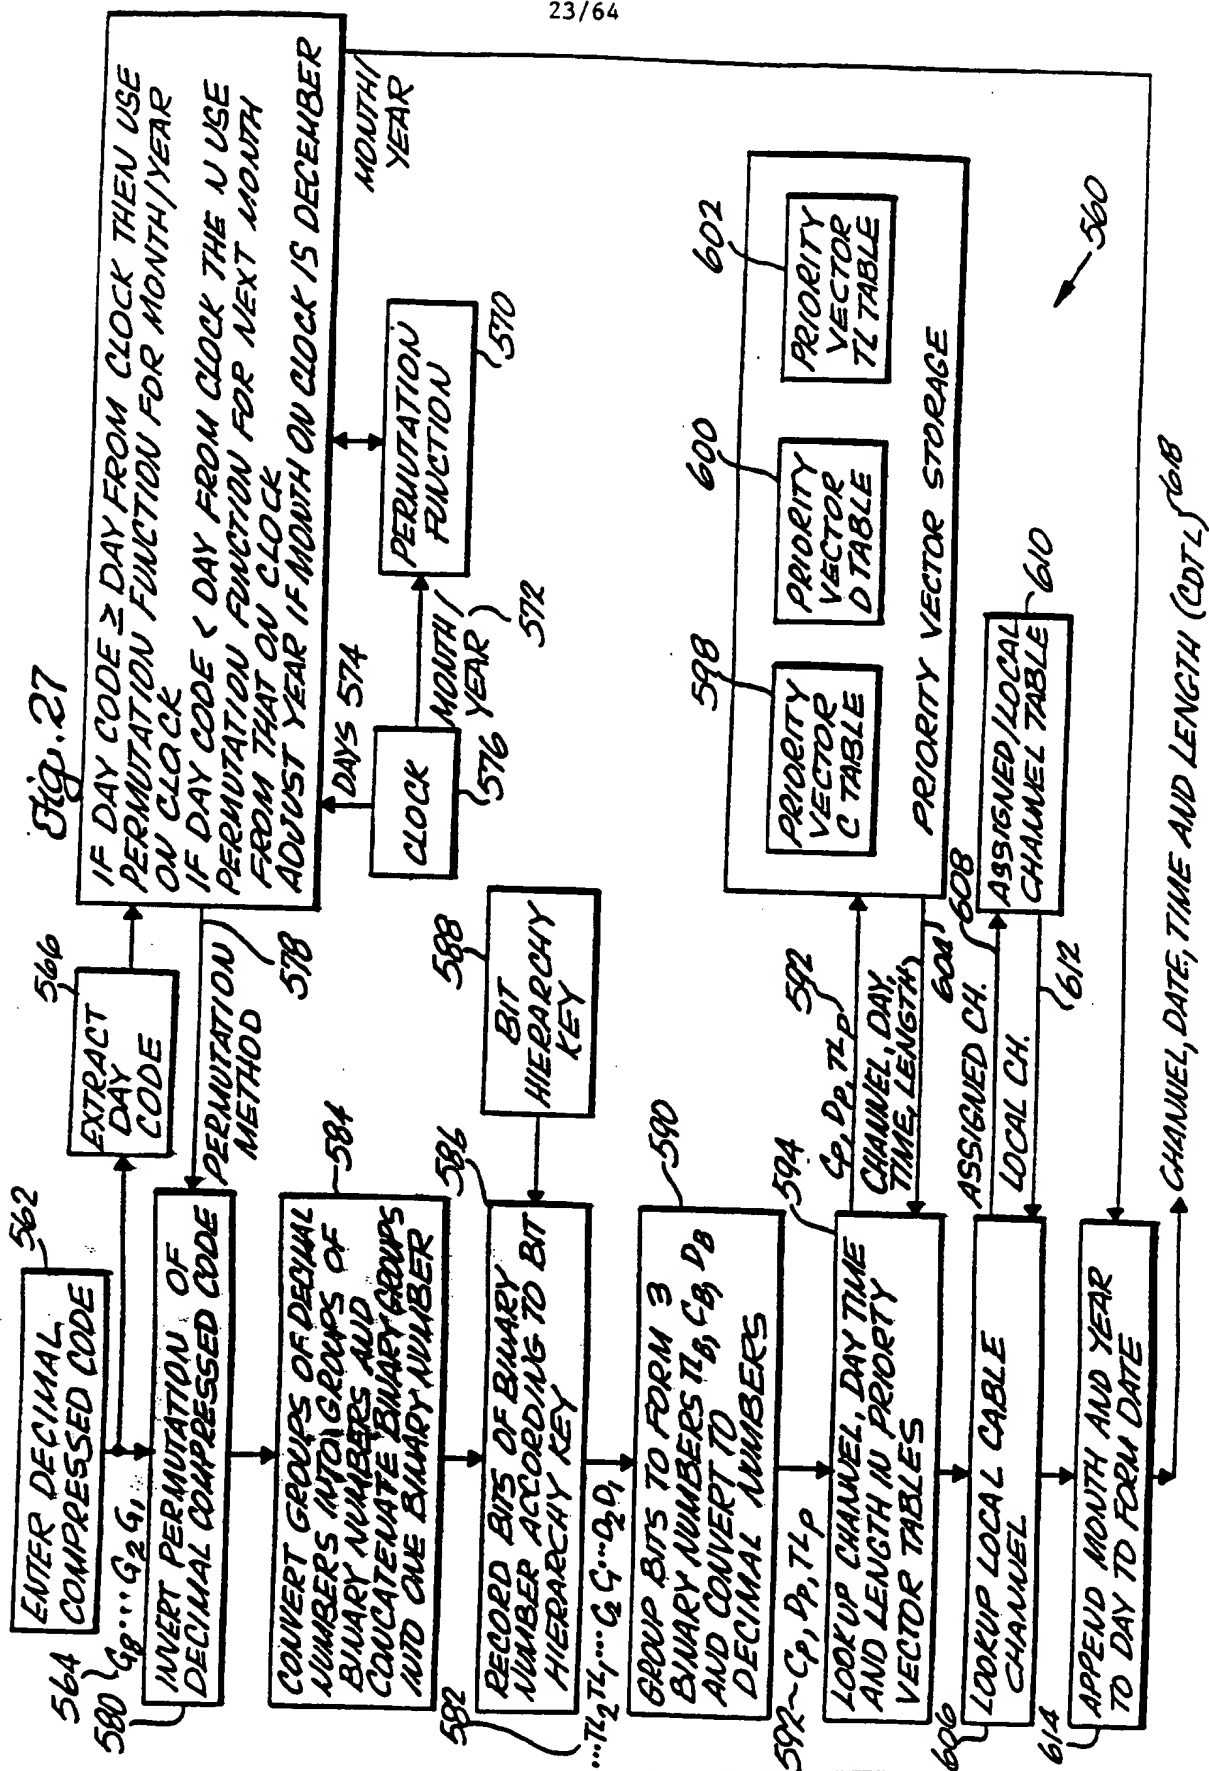 23/64
Fig. 27
562
ENTER DECIMAL
COMPRESSED CODE
564
G8 ···· G2 G1,
580
INVERT PERMUTATION OF
DECIMAL COMPRESSED CODE
566
EXTRACT
DAY
CODE
PERMUTATION
METHOD
578
IF DAY CODE ≥ DAY FROM CLOCK THEN USE
PERMUTATION FUNCTION FOR MONTH/YEAR
ON CLOCK
IF DAY CODE < DAY FROM CLOCK THE N USE
PERMUTATION FUNCTION FOR NEXT MONTH
FROM THAT ON CLOCK
ADJUST YEAR IF MONTH ON CLOCK IS DECEMBER
MONTH/
YEAR
DAYS 574
CLOCK
576
MONTH/
YEAR
572
PERMUTATION
FUNCTION
570
584
CONVERT GROUPS OF DECIMAL
NUMBERS INTO GROUPS OF
BINARY NUMBERS AND
CONCATENATE BINARY GROUPS
INTO ONE BINARY NUMBER
586
RECORD BITS OF BINARY
NUMBER ACCORDING TO BIT
HIERARCHY KEY
588
BIT
HIERARCHY
KEY
582
...TL2 TL1 ... C2 C1 ... D2 D1
590
GROUP BITS TO FORM 3
BINARY NUMBERS TLB, CB, DB
AND CONVERT TO
DECIMAL NUMBERS
592 ~ CP, DP, TLP
594
LOOKUP CHANNEL, DAY TIME
AND LENGTH IN PRIORTY
VECTOR TABLES
CP, DP, TLP
592
CHANNEL, DAY,
TIME, LENGTH
604
598
PRIORITY
VECTOR
C TABLE
600
PRIORITY
VECTOR
D TABLE
602
PRIORITY
VECTOR
TL TABLE
PRIORITY VECTOR STORAGE
560
606
LOOKUP LOCAL CABLE
CHANNEL
ASSIGNED CH.
608
LOCAL CH.
612
ASSIGNED/LOCAL
CHANNEL TABLE
610
614
APPEND MONTH AND YEAR
TO DAY TO FORM DATE
CHANNEL, DATE, TIME AND LENGTH (CDTL)
618